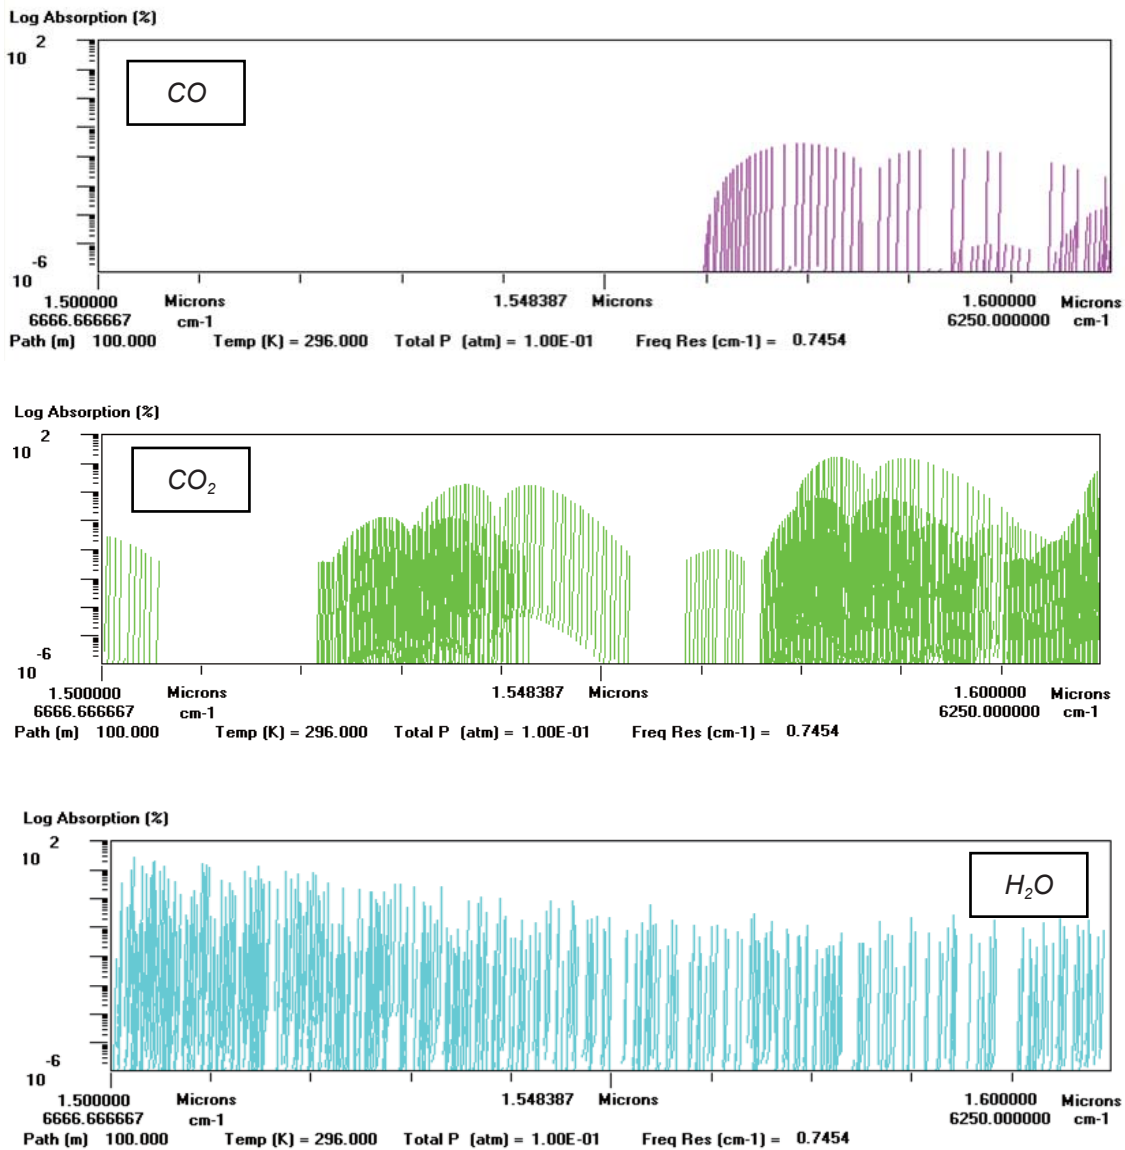 Log Absorption (%)
10 2
CO
10 -6
1.500000 Microns 1.548387 Microns 1.600000 Microns
6666.666667 cm-1 6250.000000 cm-1
Path (m) 100.000 Temp (K) = 296.000 Total P (atm) = 1.00E-01 Freq Res (cm-1) = 0.7454
Log Absorption (%)
10 2
CO2
10 -6
1.500000 Microns 1.548387 Microns 1.600000 Microns
6666.666667 cm-1 6250.000000 cm-1
Path (m) 100.000 Temp (K) = 296.000 Total P (atm) = 1.00E-01 Freq Res (cm-1) = 0.7454
Log Absorption (%)
10 2
H2O
10 -6
1.500000 Microns 1.548387 Microns 1.600000 Microns
6666.666667 cm-1 6250.000000 cm-1
Path (m) 100.000 Temp (K) = 296.000 Total P (atm) = 1.00E-01 Freq Res (cm-1) = 0.7454